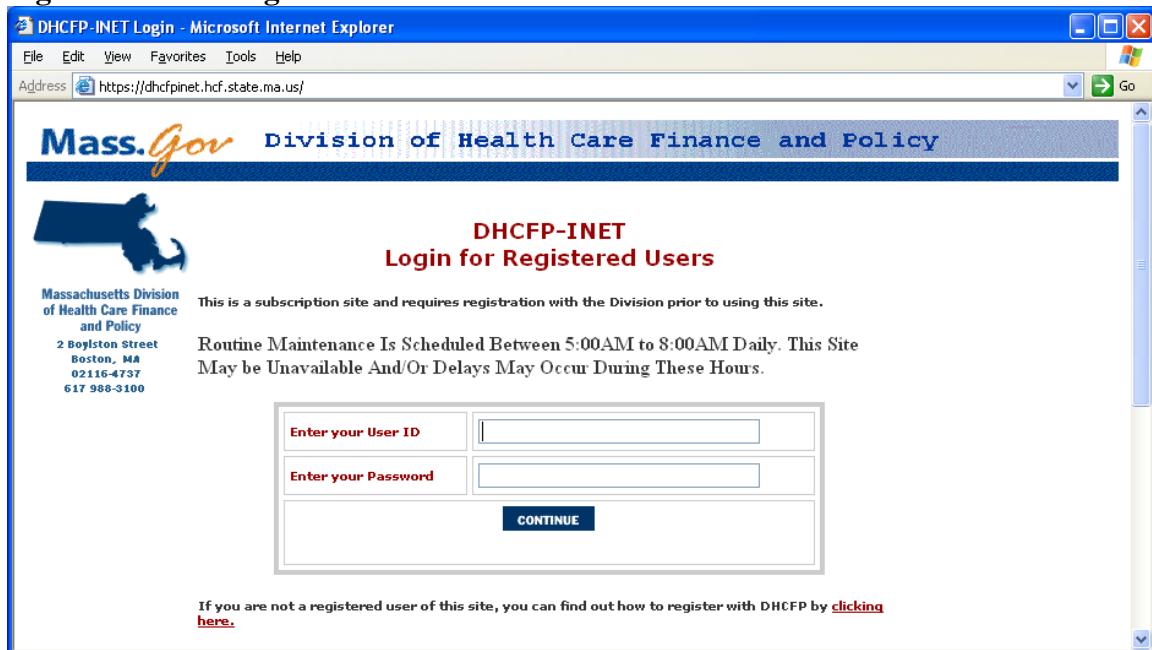 DHCFP-INET Login - Microsoft Internet Explorer
File Edit View Favorites Tools Help
Address https://dhcfpinet.hcf.state.ma.us/ Go
Mass.Gov Division of Health Care Finance and Policy
DHCFP-INET
Login for Registered Users
Massachusetts Division
of Health Care Finance
and Policy
2 Boylston Street
Boston, MA
02116-4737
617 988-3100
This is a subscription site and requires registration with the Division prior to using this site.
Routine Maintenance Is Scheduled Between 5:00AM to 8:00AM Daily. This Site
May be Unavailable And/Or Delays May Occur During These Hours.
Enter your User ID
Enter your Password
CONTINUE
If you are not a registered user of this site, you can find out how to register with DHCFP by clicking
here.